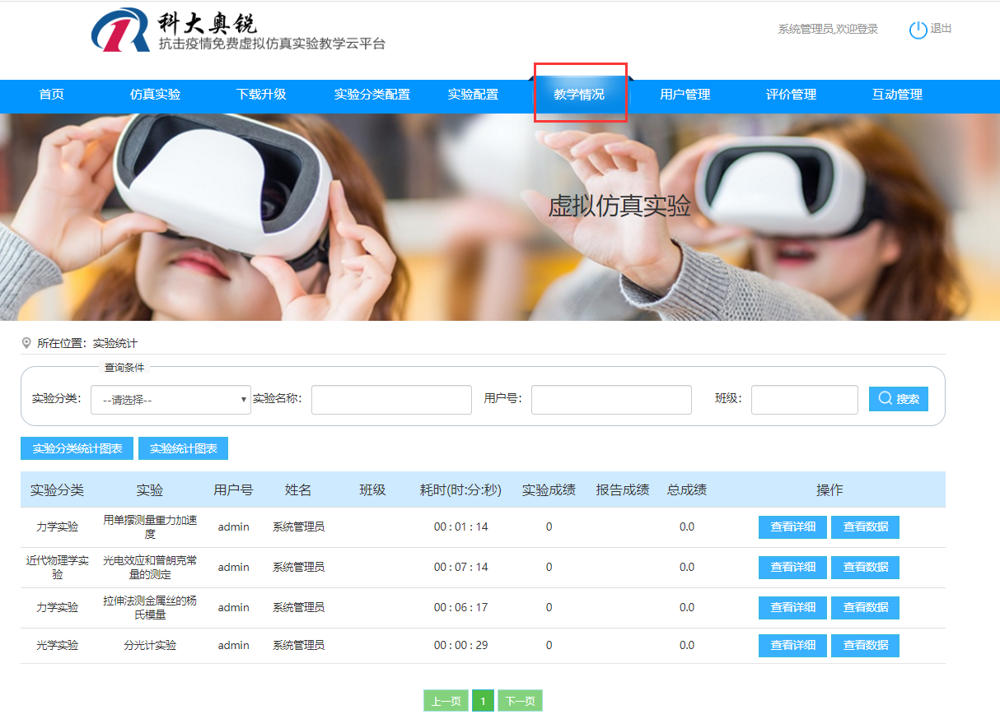 科大奥锐
抗击疫情免费虚拟仿真实验教学云平台
系统管理员,欢迎登录
退出
首页 仿真实验 下载升级 实验分类配置 实验配置 教学情况 用户管理 评价管理 互动管理
虚拟仿真实验
所在位置：实验统计
查询条件
实验分类： --请选择-- 实验名称： 用户号： 班级： 搜索
实验分类统计图表 实验统计图表
实验分类 实验 用户号 姓名 班级 耗时(时:分:秒) 实验成绩 报告成绩 总成绩 操作
力学实验 用单摆测量重力加速度 admin 系统管理员 00 : 01 : 14 0 0.0 查看详细 查看数据
近代物理学实验 光电效应和普朗克常量的测定 admin 系统管理员 00 : 07 : 14 0 0.0 查看详细 查看数据
力学实验 拉伸法测金属丝的杨氏模量 admin 系统管理员 00 : 06 : 17 0 0.0 查看详细 查看数据
光学实验 分光计实验 admin 系统管理员 00 : 00 : 29 0 0.0 查看详细 查看数据
上一页 1 下一页